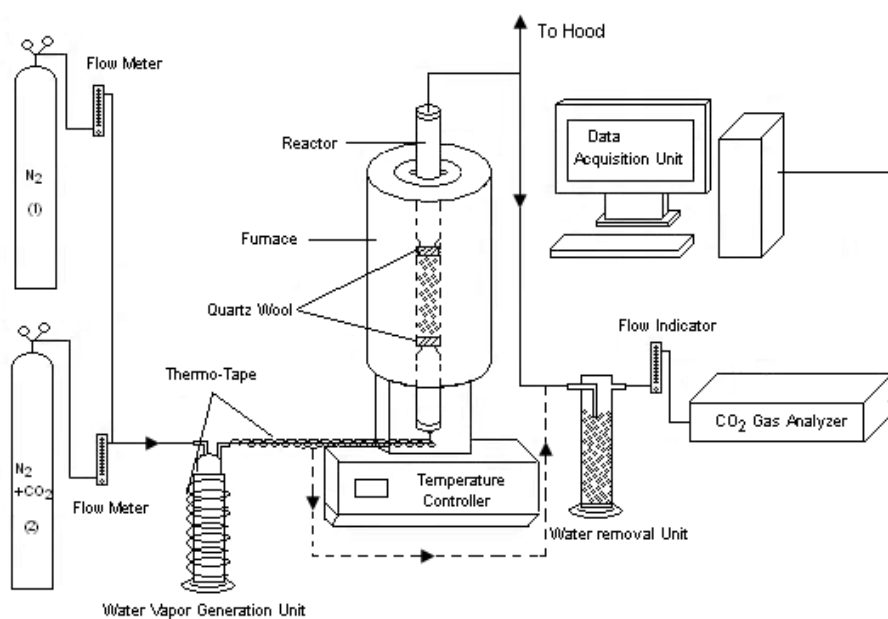 To Hood
Flow Meter
Reactor
Data
Acquisition Unit
N2
(1)
Furnace
Quartz Wool
Flow Indicator
Thermo-Tape
CO2 Gas Analyzer
N2
+CO2
(2)
Temperature
Controller
Flow Meter
Water removal Unit
Water Vapor Generation Unit